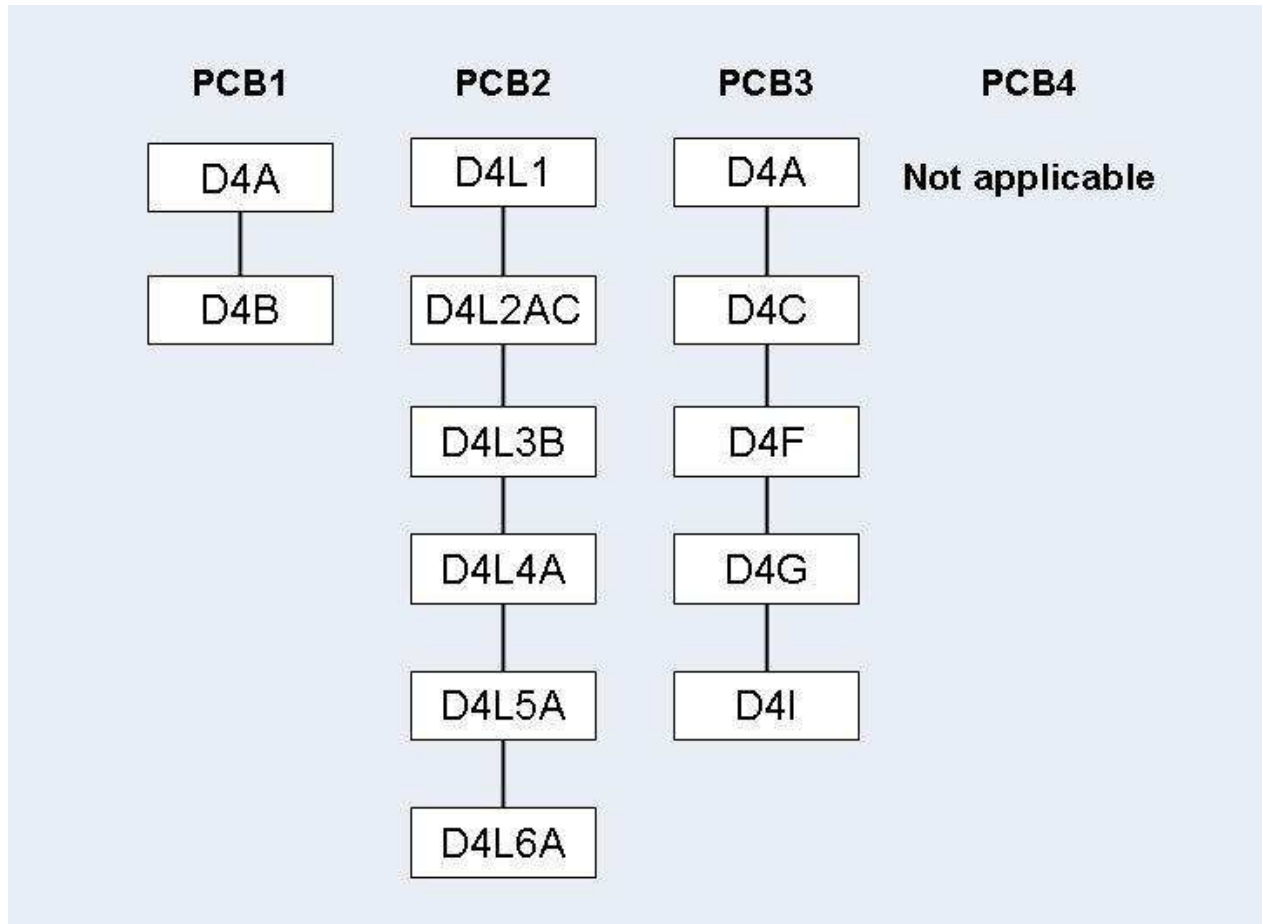 PCB1 PCB2 PCB3 PCB4
D4A D4L1 D4A Not applicable
D4B D4L2AC D4C
D4L3B D4F
D4L4A D4G
D4L5A D4I
D4L6A